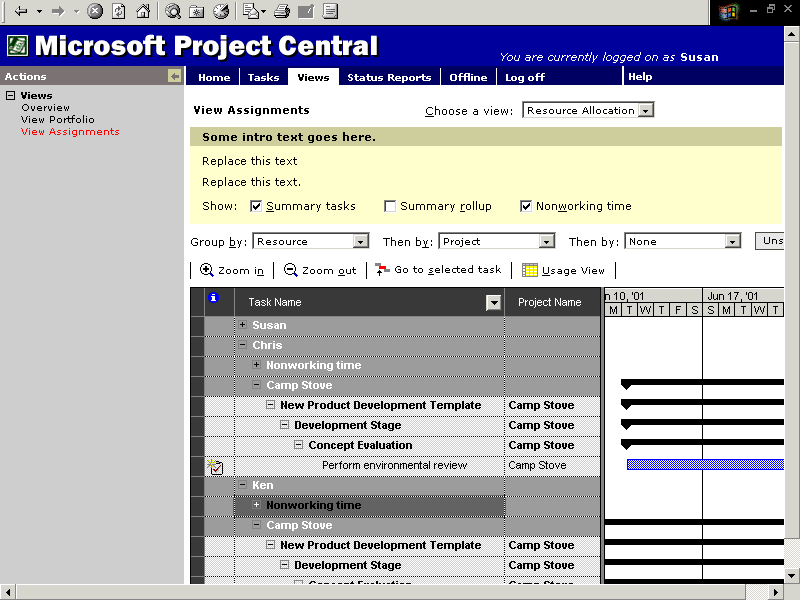 Microsoft Project Central
You are currently logged on as Susan
Actions
Home Tasks Views Status Reports Offline Log off Help
Views
Overview
View Portfolio
View Assignments
View Assignments
Choose a view: Resource Allocation
Some intro text goes here.
Replace this text
Replace this text.
Show: Summary tasks Summary rollup Nonworking time
Group by: Resource Then by: Project Then by: None Uns
Zoom in Zoom out Go to selected task Usage View
Task Name Project Name
n 10, '01 Jun 17, '01
M T W T F S S M T W T
Susan
Chris
Nonworking time
Camp Stove
New Product Development Template Camp Stove
Development Stage Camp Stove
Concept Evaluation Camp Stove
Perform environmental review Camp Stove
Ken
Nonworking time
Camp Stove
New Product Development Template Camp Stove
Development Stage Camp Stove
Concept Evaluation Camp Stove